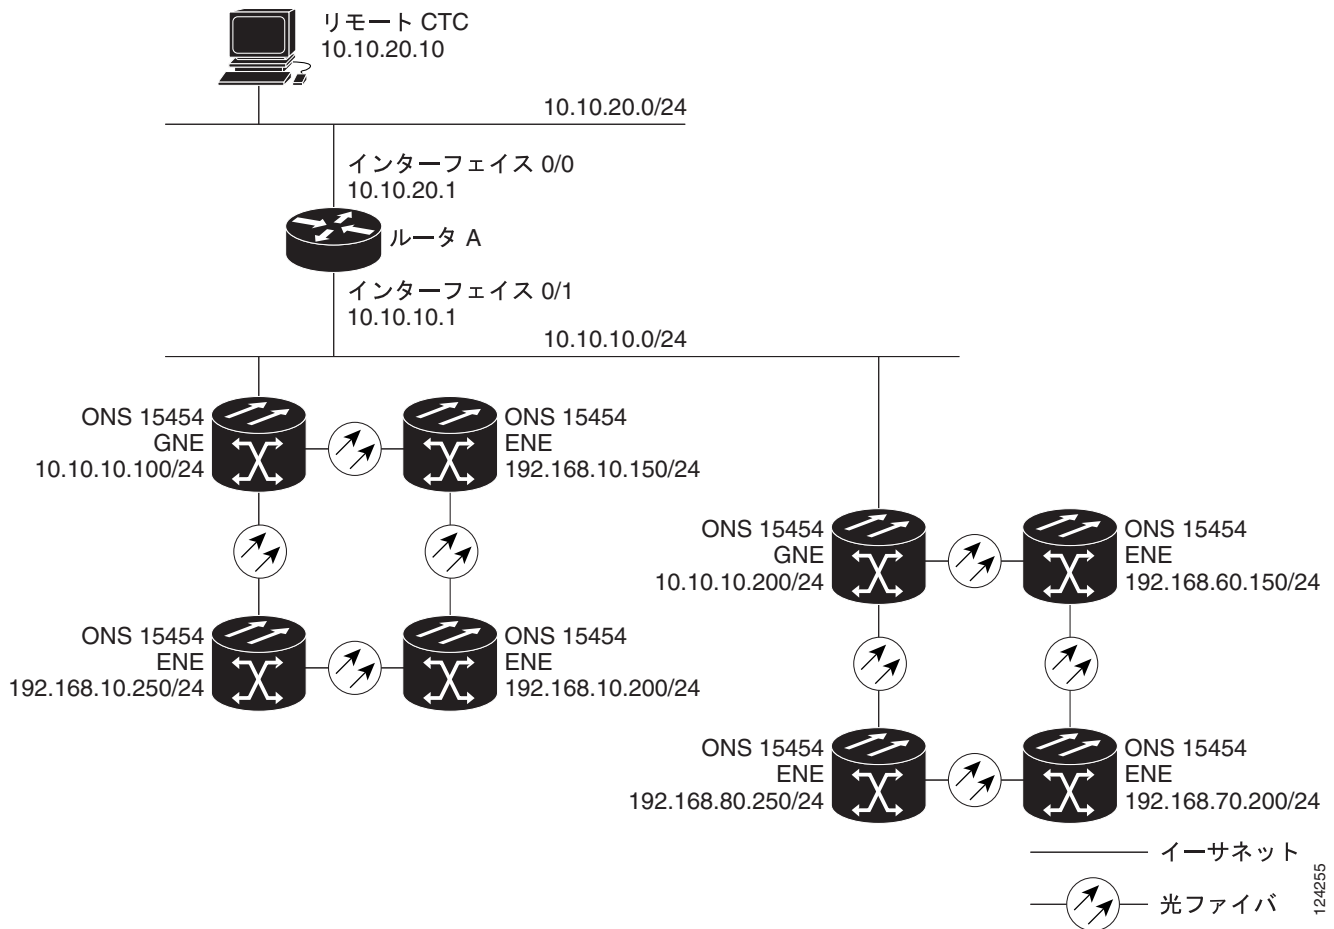 リモート CTC
10.10.20.10
10.10.20.0/24
インターフェイス 0/0
10.10.20.1
ルータ A
インターフェイス 0/1
10.10.10.1
10.10.10.0/24
ONS 15454
GNE
10.10.10.100/24
ONS 15454
ENE
192.168.10.150/24
ONS 15454
ENE
192.168.10.250/24
ONS 15454
ENE
192.168.10.200/24
ONS 15454
GNE
10.10.10.200/24
ONS 15454
ENE
192.168.60.150/24
ONS 15454
ENE
192.168.80.250/24
ONS 15454
ENE
192.168.70.200/24
イーサネット
光ファイバ
124255